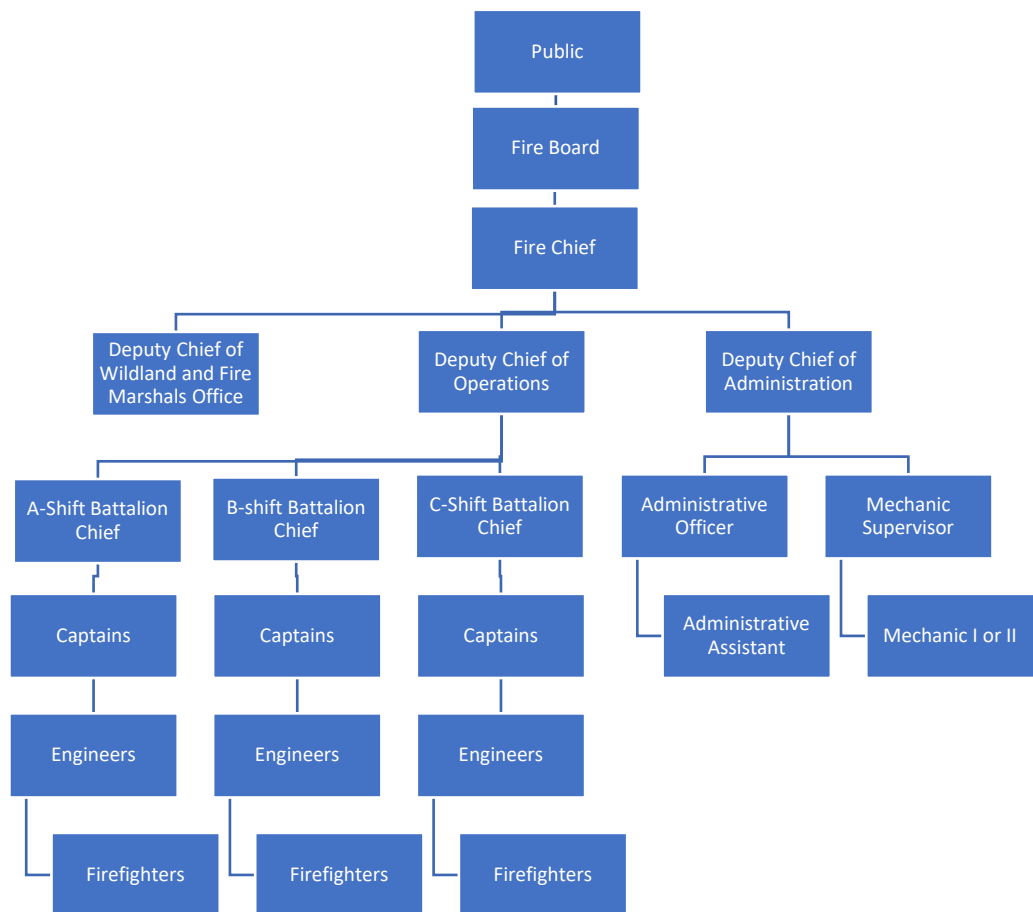 Public
Fire Board
Fire Chief
Deputy Chief of
Wildland and Fire
Marshals Office
Deputy Chief of
Operations
Deputy Chief of
Administration
A-Shift Battalion
Chief
B-shift Battalion
Chief
C-Shift Battalion
Chief
Administrative
Officer
Mechanic
Supervisor
Captains
Captains
Captains
Administrative
Assistant
Mechanic I or II
Engineers
Engineers
Engineers
Firefighters
Firefighters
Firefighters